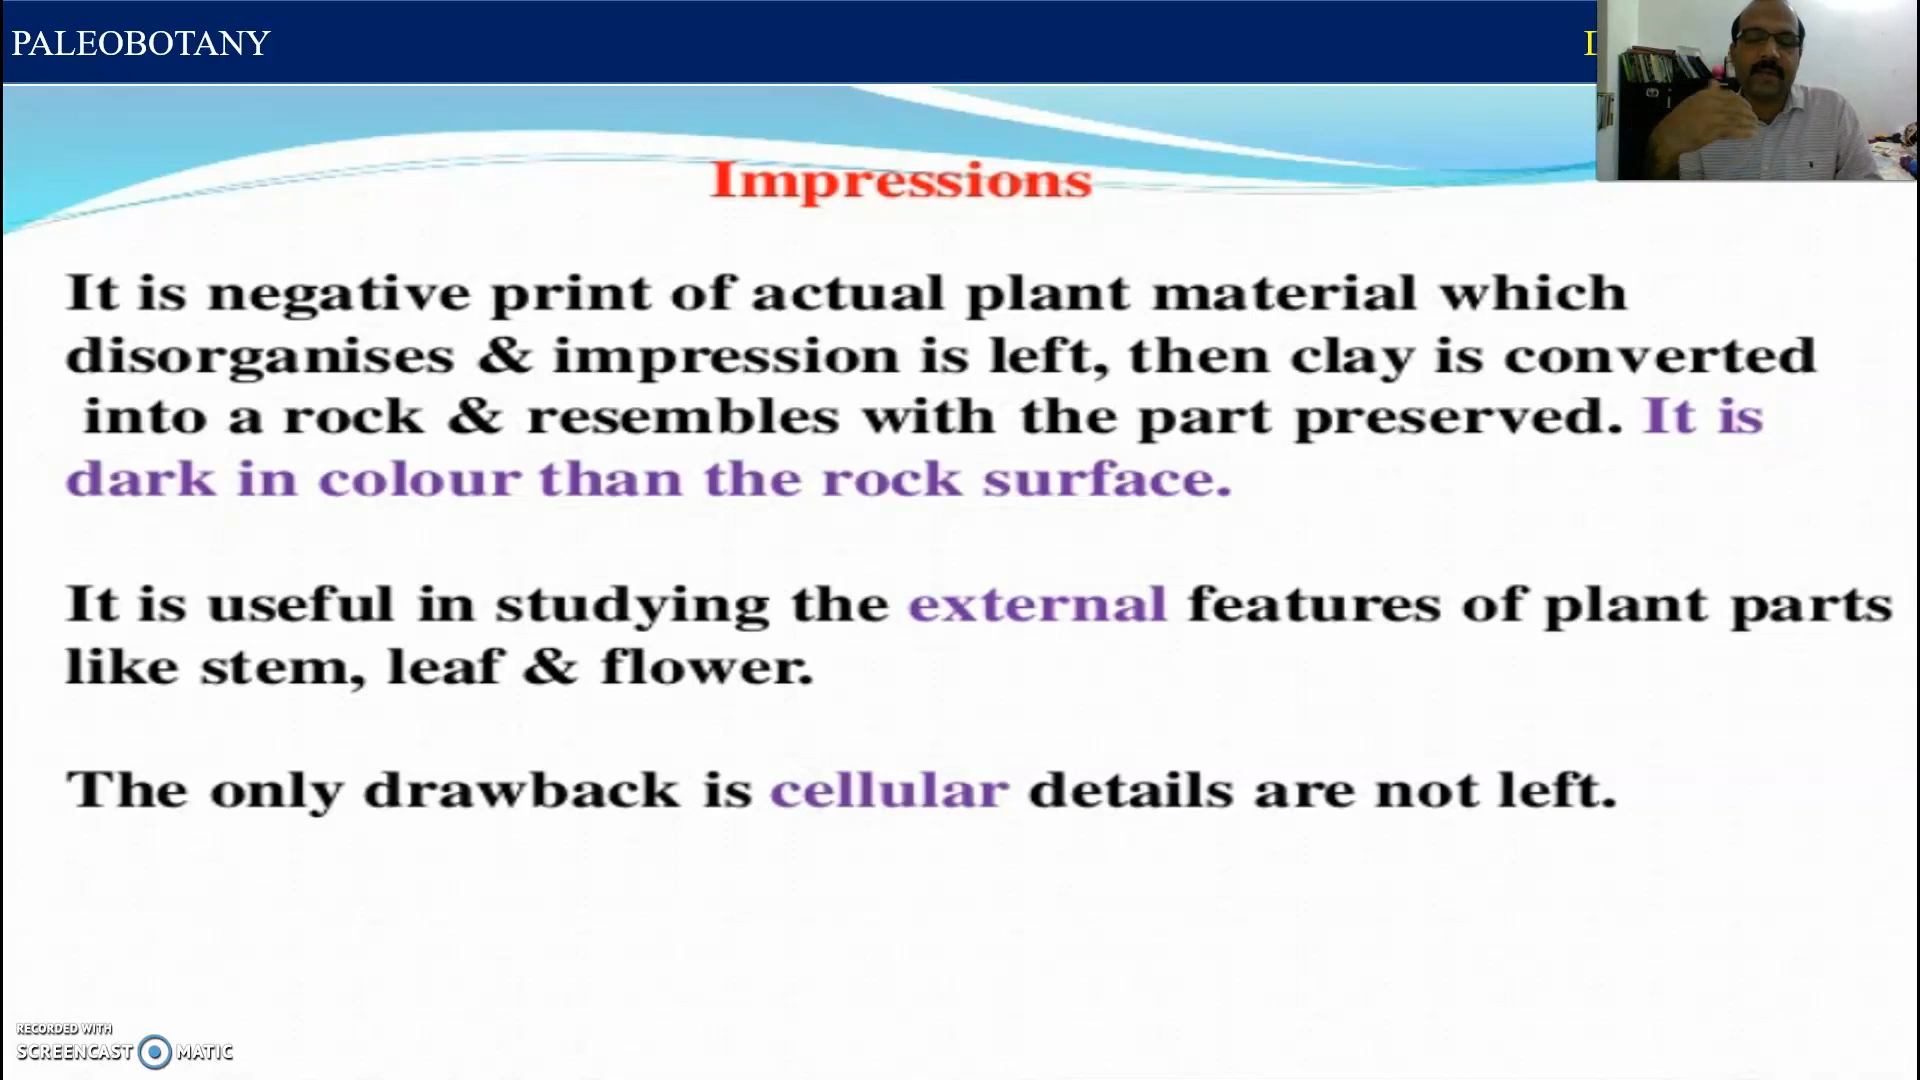 PALEOBOTANY
Impressions
It is negative print of actual plant material which
disorganises & impression is left, then clay is converted
into a rock & resembles with the part preserved. It is
dark in colour than the rock surface.
It is useful in studying the external features of plant parts
like stem, leaf & flower.
The only drawback is cellular details are not left.
RECORDED WITH
SCREENCAST MATIC